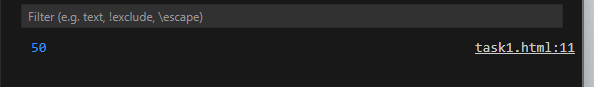 Filter (e.g. text, !exclude, \escape)
50 task1.html:11